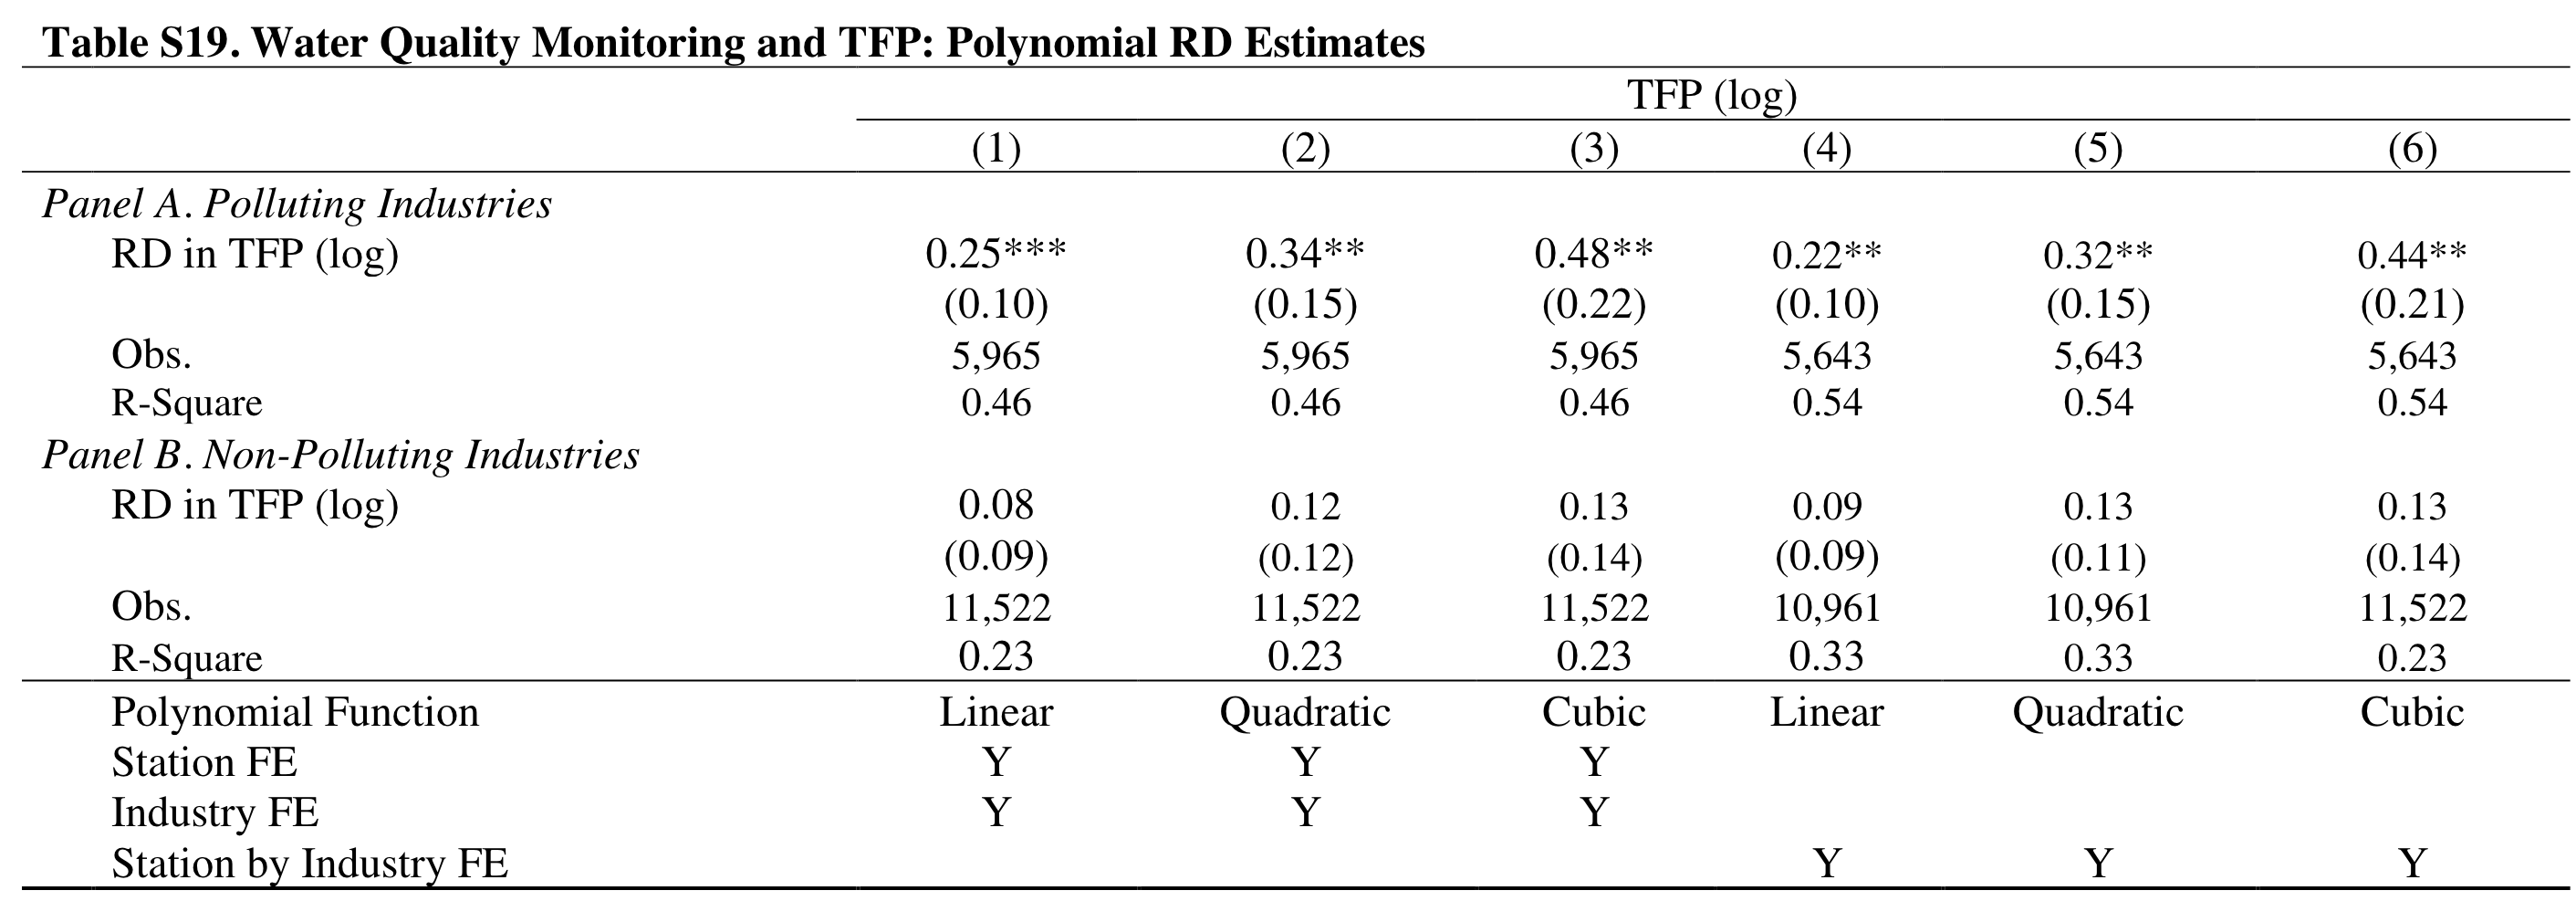 Table S19. Water Quality Monitoring and TFP: Polynomial RD Estimates
TFP (log)
(1) (2) (3) (4) (5) (6)
Panel A. Polluting Industries
RD in TFP (log) 0.25*** 0.34** 0.48** 0.22** 0.32** 0.44**
(0.10) (0.15) (0.22) (0.10) (0.15) (0.21)
Obs. 5,965 5,965 5,965 5,643 5,643 5,643
R-Square 0.46 0.46 0.46 0.54 0.54 0.54
Panel B. Non-Polluting Industries
RD in TFP (log) 0.08 0.12 0.13 0.09 0.13 0.13
(0.09) (0.12) (0.14) (0.09) (0.11) (0.14)
Obs. 11,522 11,522 11,522 10,961 10,961 11,522
R-Square 0.23 0.23 0.23 0.33 0.33 0.23
Polynomial Function Linear Quadratic Cubic Linear Quadratic Cubic
Station FE Y Y Y
Industry FE Y Y Y
Station by Industry FE Y Y Y